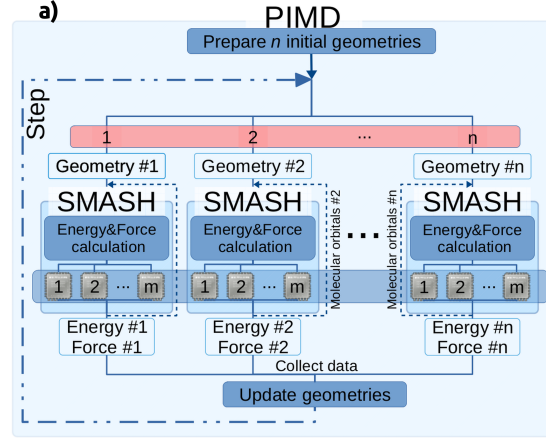 a)
PIMD
Prepare n initial geometries
Step
1 2 ... n
Geometry #1 Geometry #2 Geometry #n
SMASH SMASH SMASH
Energy&Force
calculation
Energy&Force
calculation
Energy&Force
calculation
Molecular orbitals #2
...
Molecular orbitals #n
1 2 ... m 1 2 ... m 1 2 ... m
Energy #1
Force #1
Energy #2
Force #2
Energy #n
Force #n
Collect data
Update geometries